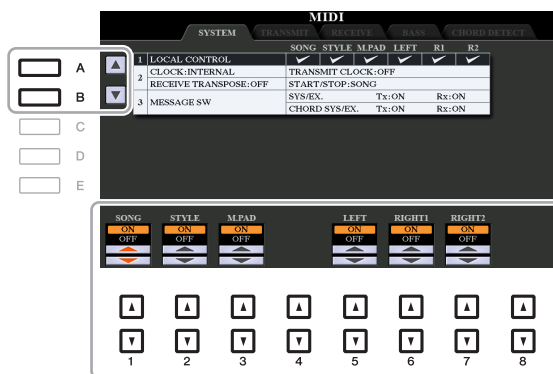 MIDI
SYSTEM TRANSMIT RECEIVE BASS CHORD DETECT
SONG STYLE M.PAD LEFT R1 R2
A
1 LOCAL CONTROL
2 CLOCK:INTERNAL TRANSMIT CLOCK:OFF
B
RECEIVE TRANSPOSE:OFF START/STOP:SONG
3 MESSAGE SW SYS/EX. Tx:ON Rx:ON
CHORD SYS/EX. Tx:ON Rx:ON
C
D
E
SONG STYLE M.PAD LEFT RIGHT1 RIGHT2
ON ON ON ON ON ON
OFF OFF OFF OFF OFF OFF
1 2 3 4 5 6 7 8